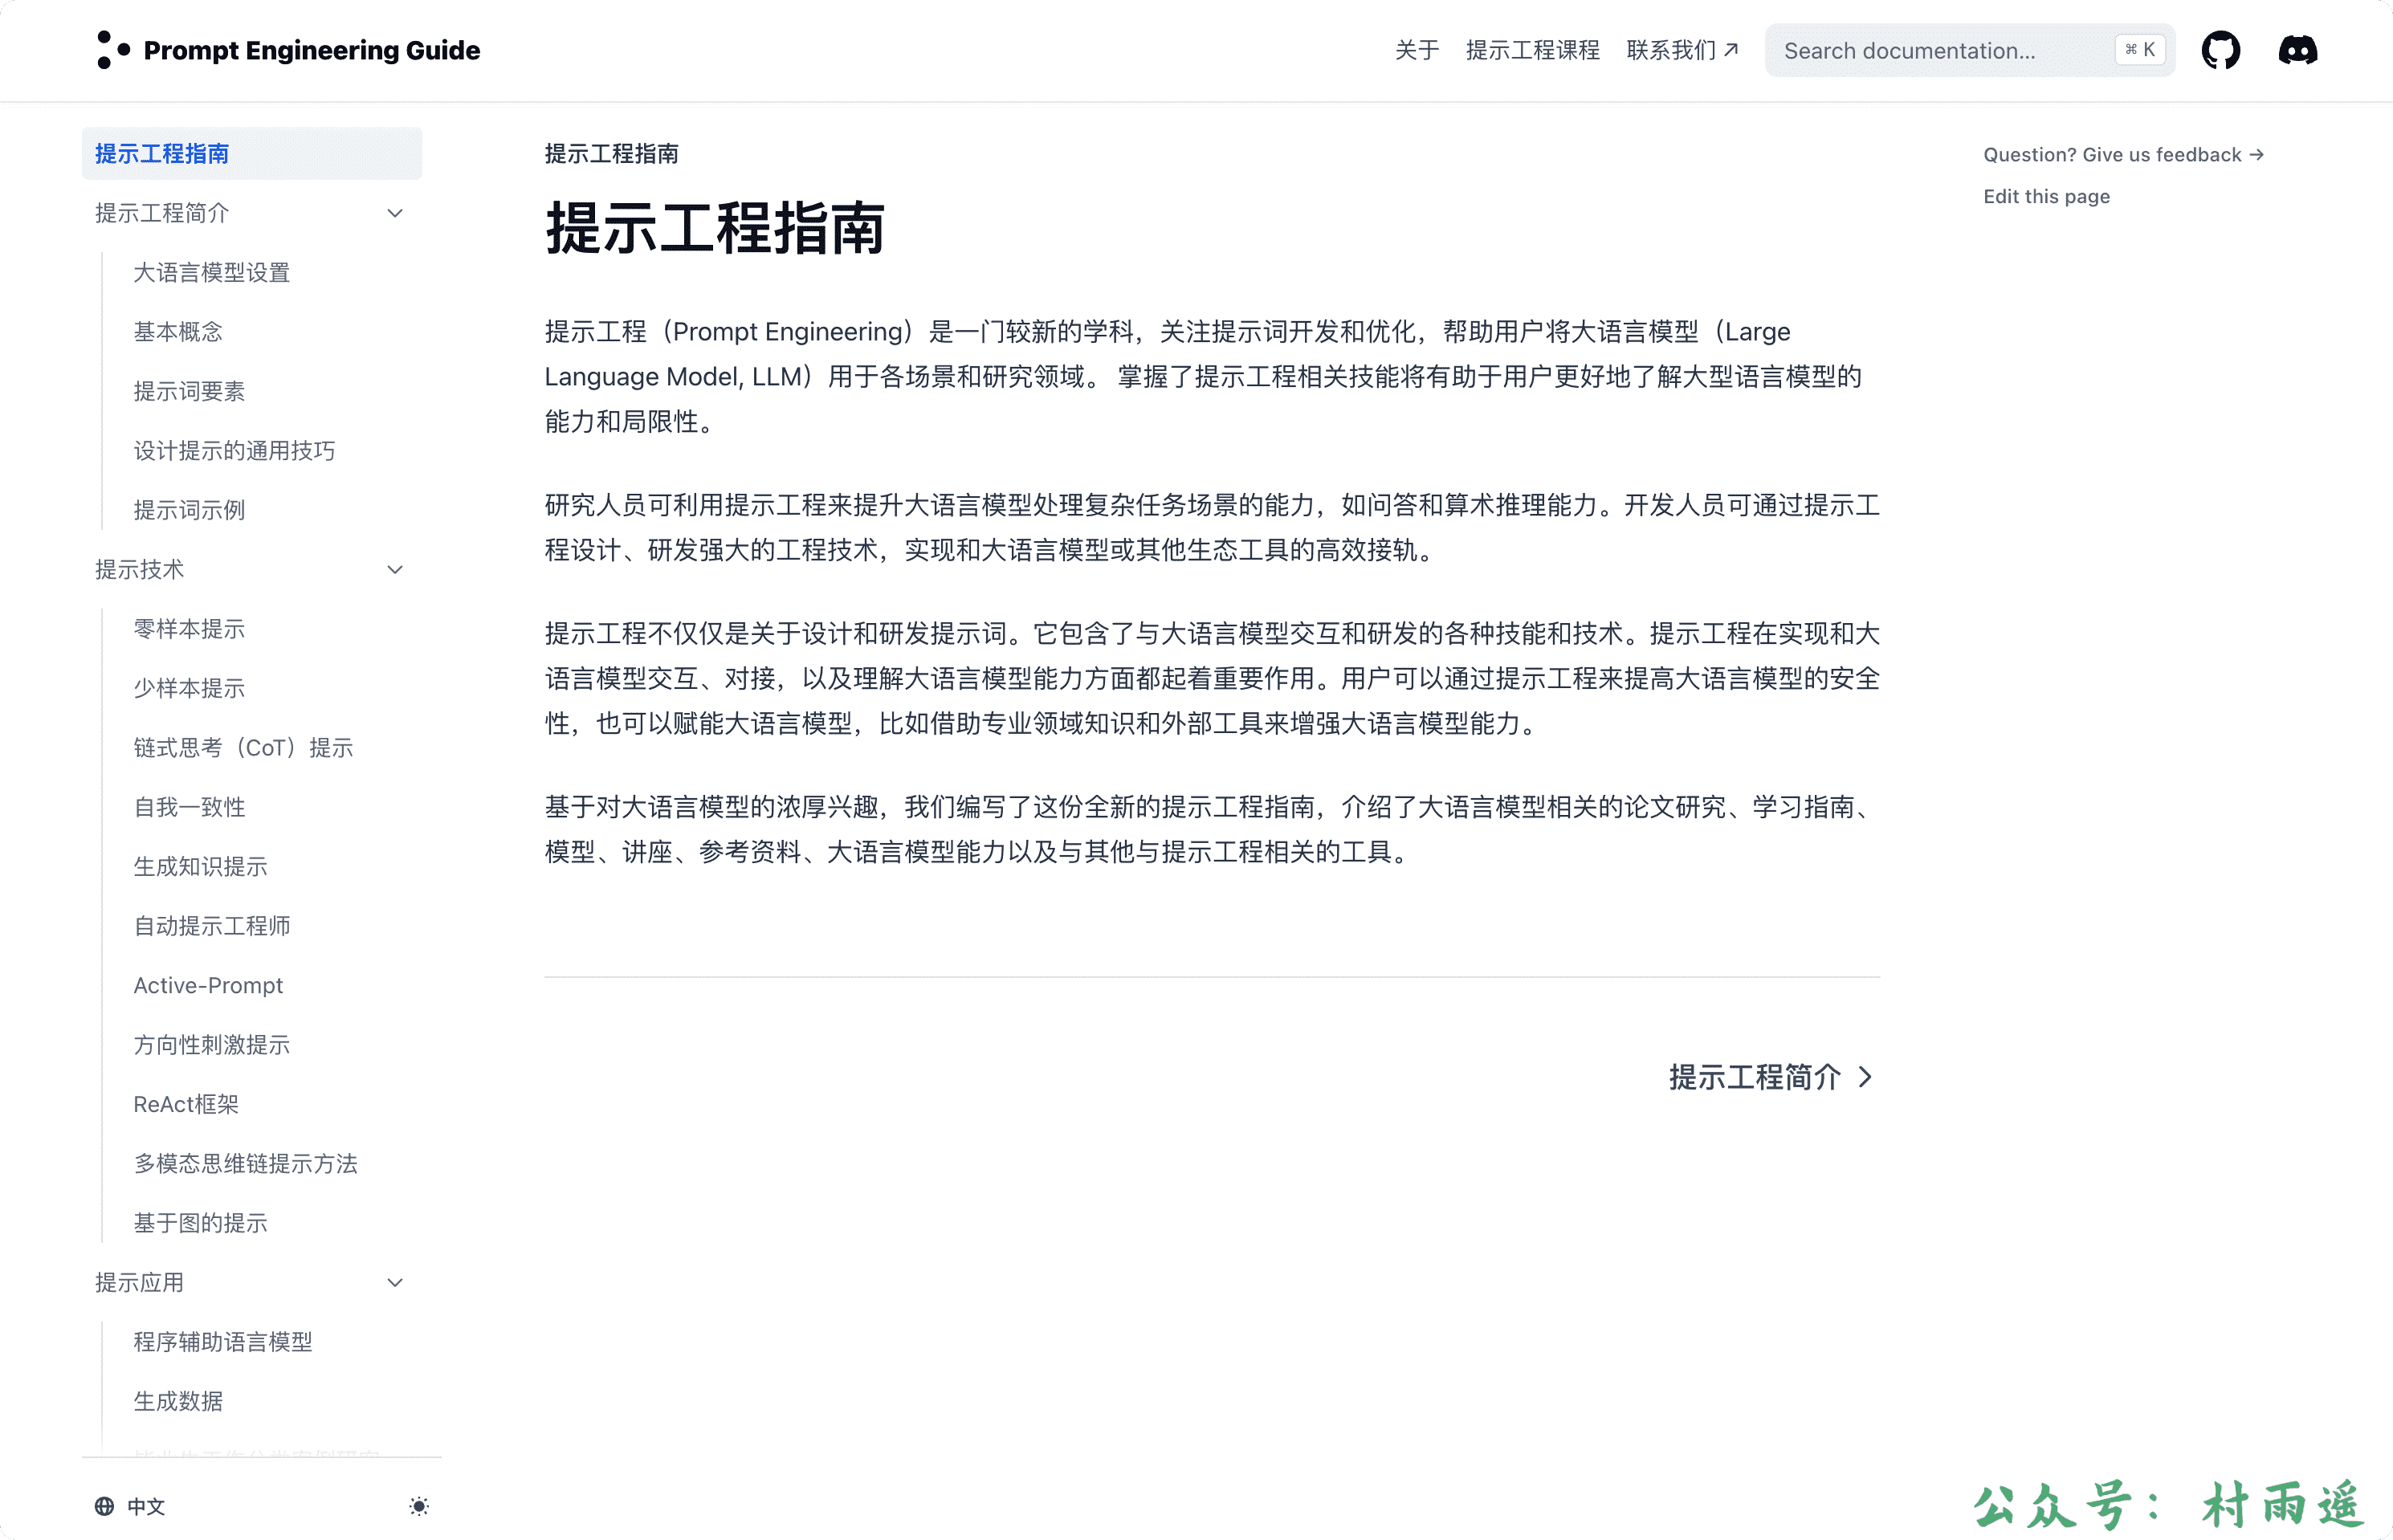 Prompt Engineering Guide
关于
提示工程课程
联系我们
Search documentation...
⌘ K
提示工程指南
提示工程简介
大语言模型设置
基本概念
提示词要素
设计提示的通用技巧
提示词示例
提示技术
零样本提示
少样本提示
链式思考（CoT）提示
自我一致性
生成知识提示
自动提示工程师
Active-Prompt
方向性刺激提示
ReAct框架
多模态思维链提示方法
基于图的提示
提示应用
程序辅助语言模型
生成数据
中文
提示工程指南
提示工程指南
提示工程（Prompt Engineering）是一门较新的学科，关注提示词开发和优化，帮助用户将大语言模型（Large
Language Model, LLM）用于各场景和研究领域。 掌握了提示工程相关技能将有助于用户更好地了解大型语言模型的
能力和局限性。
研究人员可利用提示工程来提升大语言模型处理复杂任务场景的能力，如问答和算术推理能力。开发人员可通过提示工
程设计、研发强大的工程技术，实现和大语言模型或其他生态工具的高效接轨。
提示工程不仅仅是关于设计和研发提示词。它包含了与大语言模型交互和研发的各种技能和技术。提示工程在实现和大
语言模型交互、对接，以及理解大语言模型能力方面都起着重要作用。用户可以通过提示工程来提高大语言模型的安全
性，也可以赋能大语言模型，比如借助专业领域知识和外部工具来增强大语言模型能力。
基于对大语言模型的浓厚兴趣，我们编写了这份全新的提示工程指南，介绍了大语言模型相关的论文研究、学习指南、
模型、讲座、参考资料、大语言模型能力以及与其他与提示工程相关的工具。
提示工程简介
Question? Give us feedback →
Edit this page
公众号：村雨遥